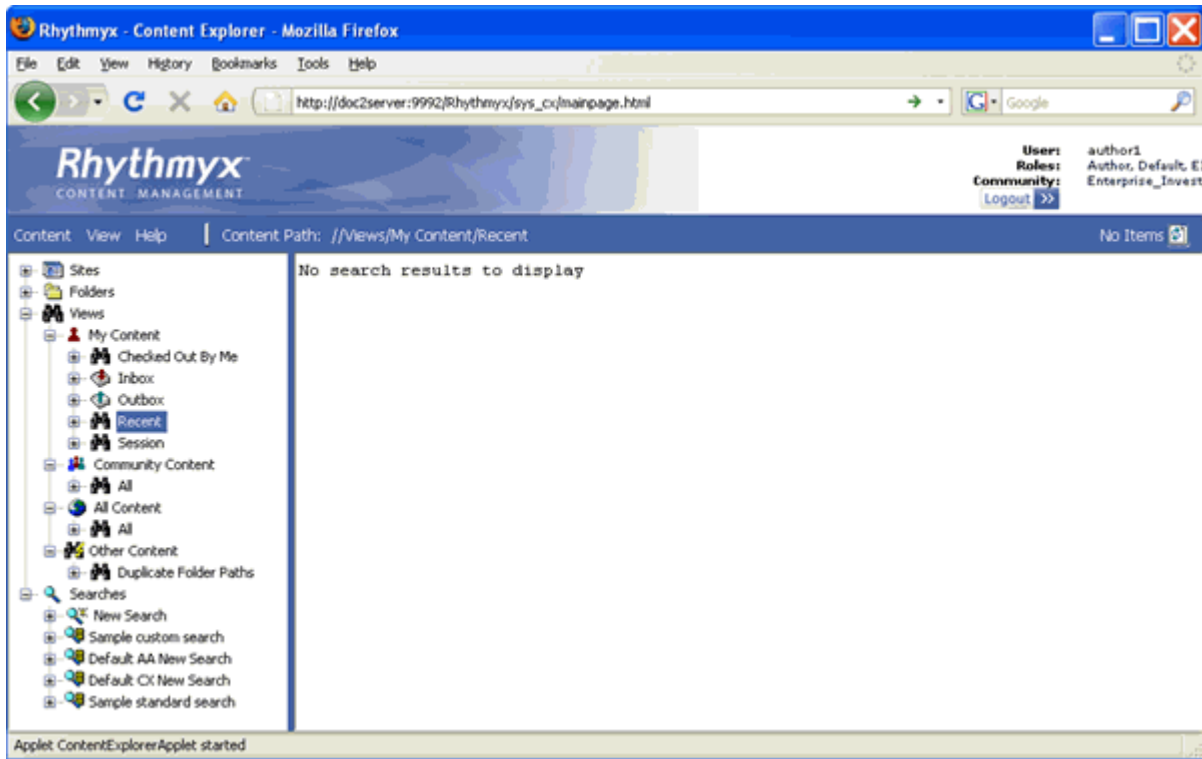 Rhythmyx - Content Explorer - Mozilla Firefox
File Edit View History Bookmarks Tools Help
http://doc2server:9992/Rhythmyx/sys_cx/mainpage.html
Google
Rhythmyx
CONTENT MANAGEMENT
User: author1
Roles: Author, Default, E
Community: Enterprise_Invest
Logout >>
Content View Help Content Path: //Views/My Content/Recent No Items
Sites
Folders
Views
My Content
Checked Out By Me
Inbox
Outbox
Recent
Session
Community Content
All
All Content
All
Other Content
Duplicate Folder Paths
Searches
New Search
Sample custom search
Default AA New Search
Default CX New Search
Sample standard search
No search results to display
Applet ContentExplorerApplet started